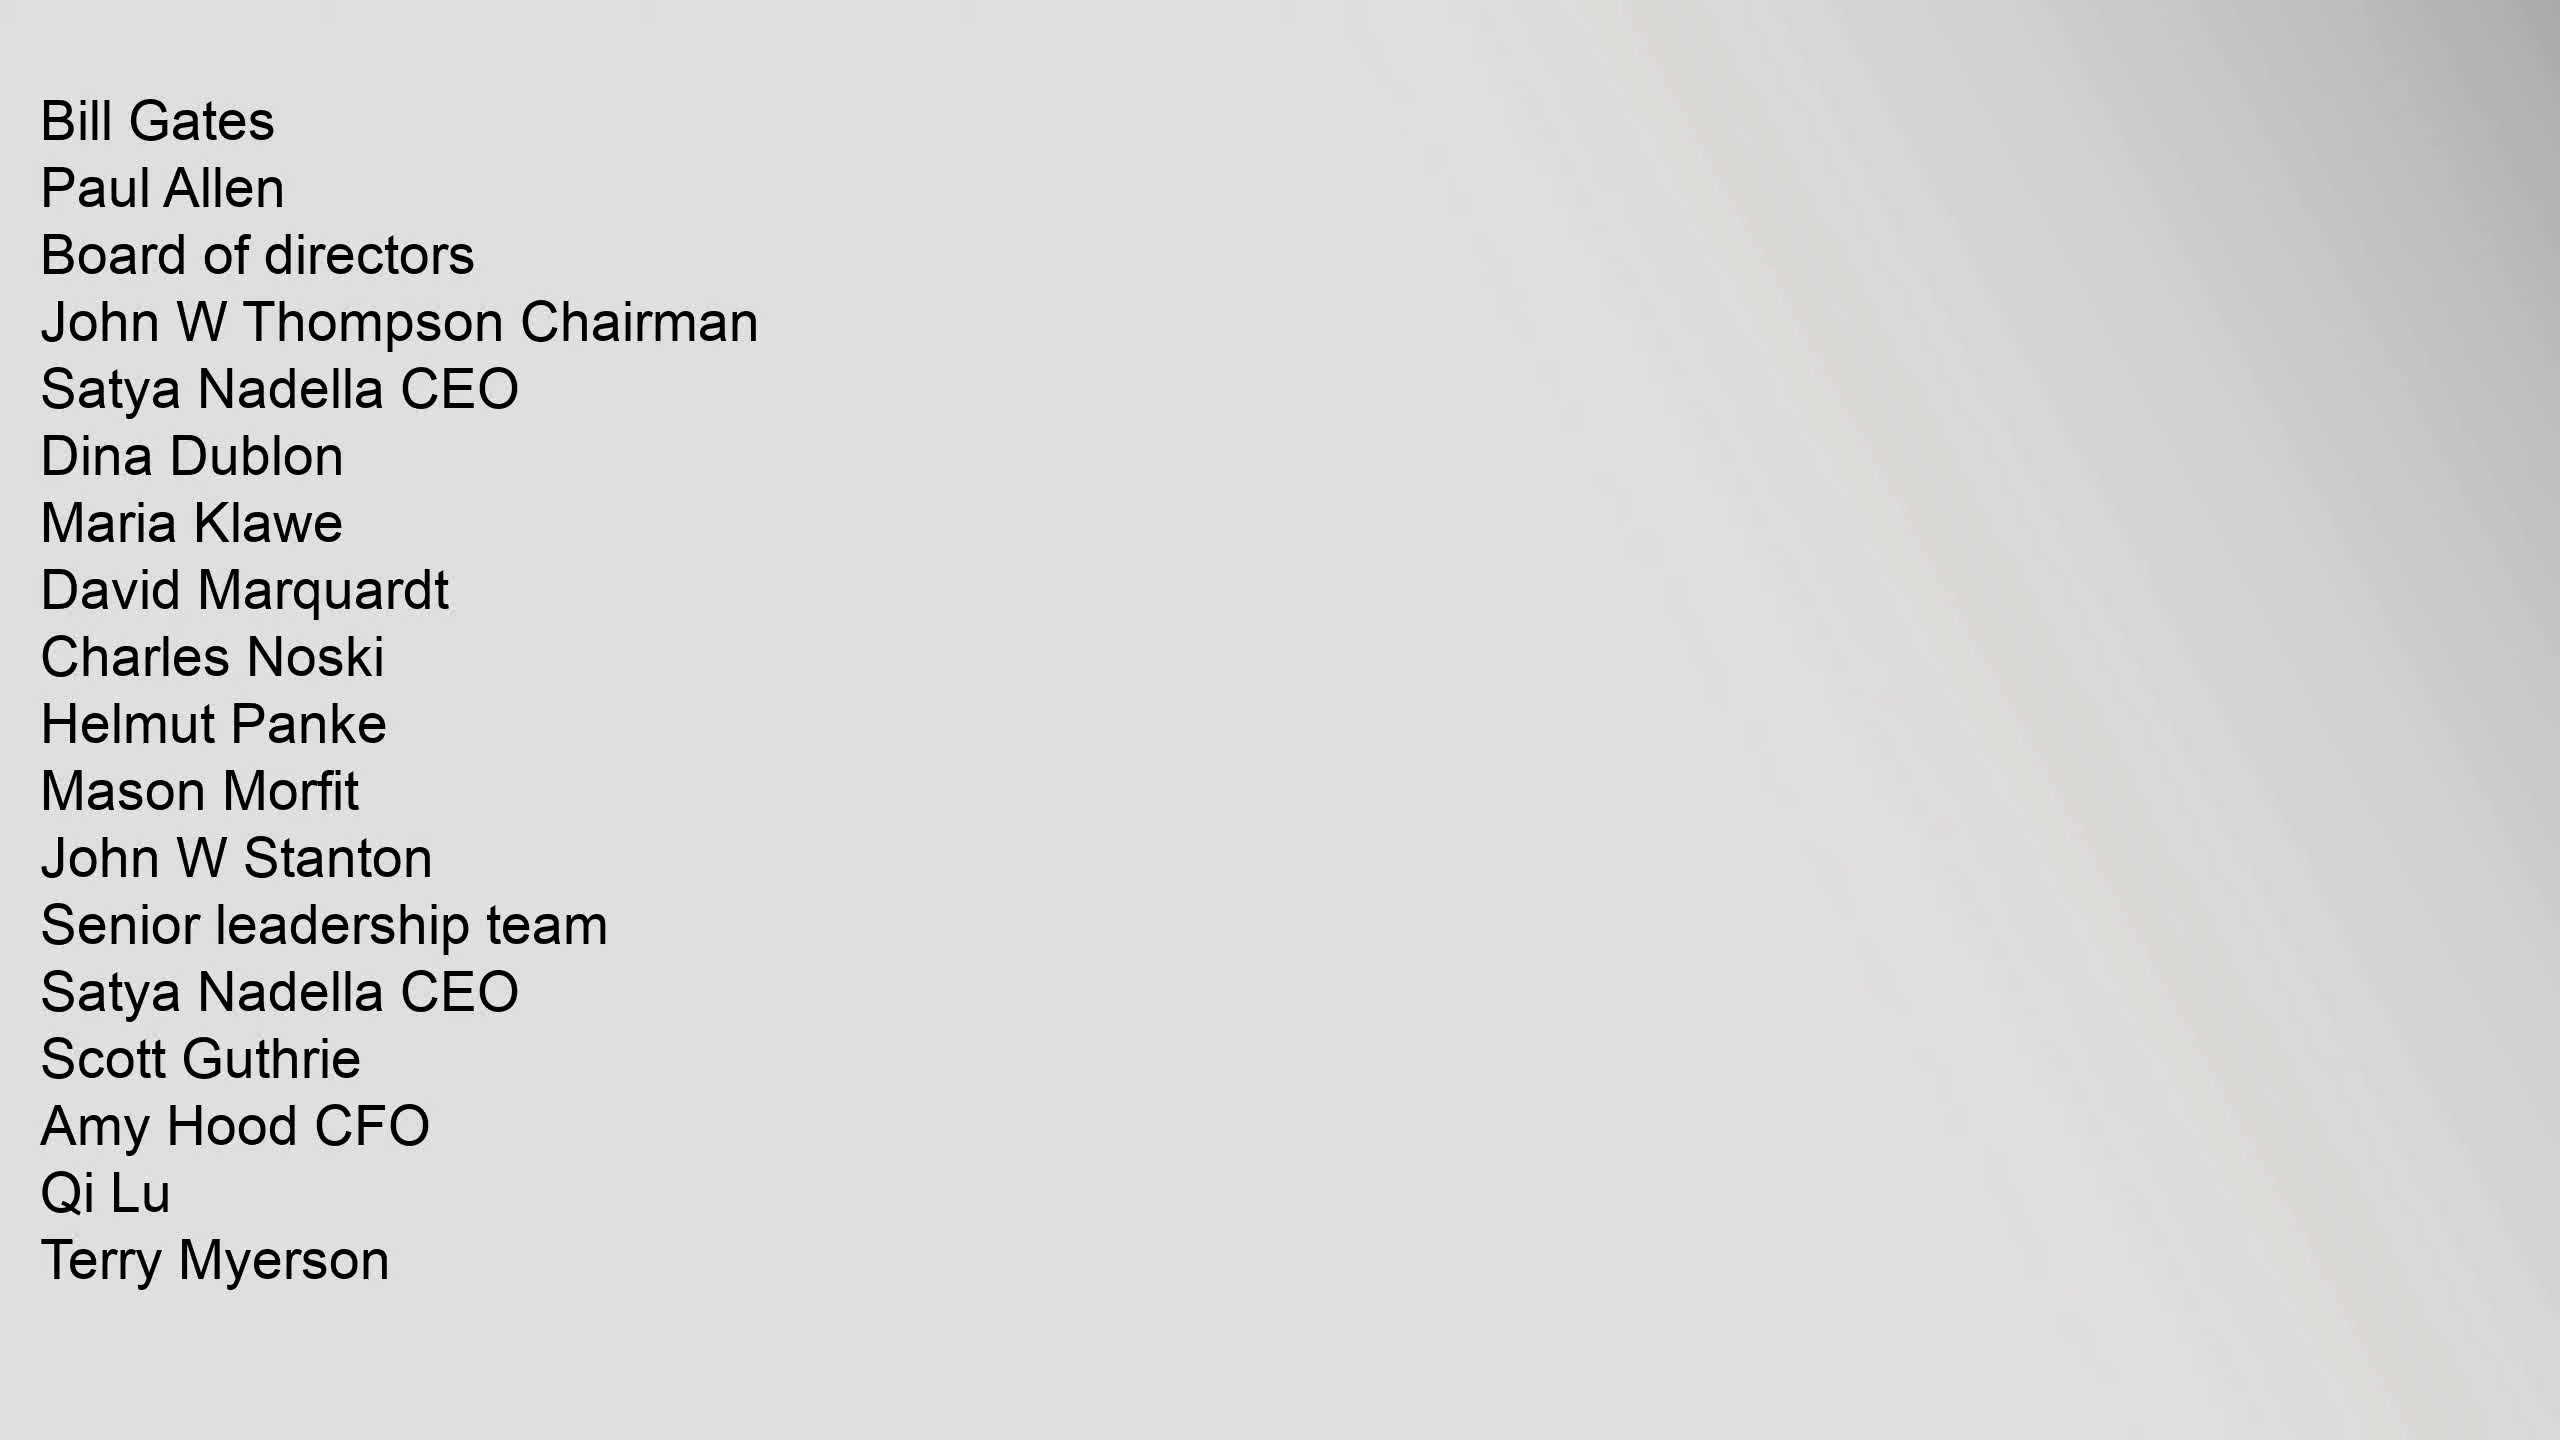 Bill Gates
Paul Allen
Board of directors
John W Thompson Chairman
Satya Nadella CEO
Dina Dublon
Maria Klawe
David Marquardt
Charles Noski
Helmut Panke
Mason Morfit
John W Stanton
Senior leadership team
Satya Nadella CEO
Scott Guthrie
Amy Hood CFO
Qi Lu
Terry Myerson